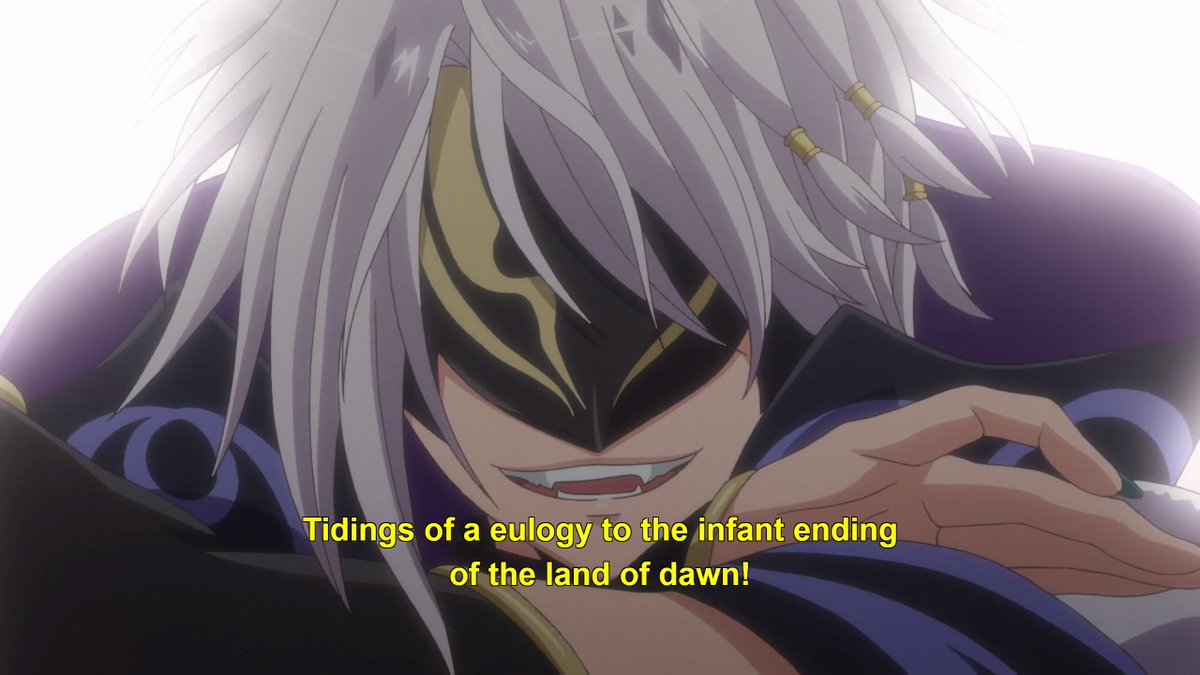 Tidings of a eulogy to the infant ending
of the land of dawn!